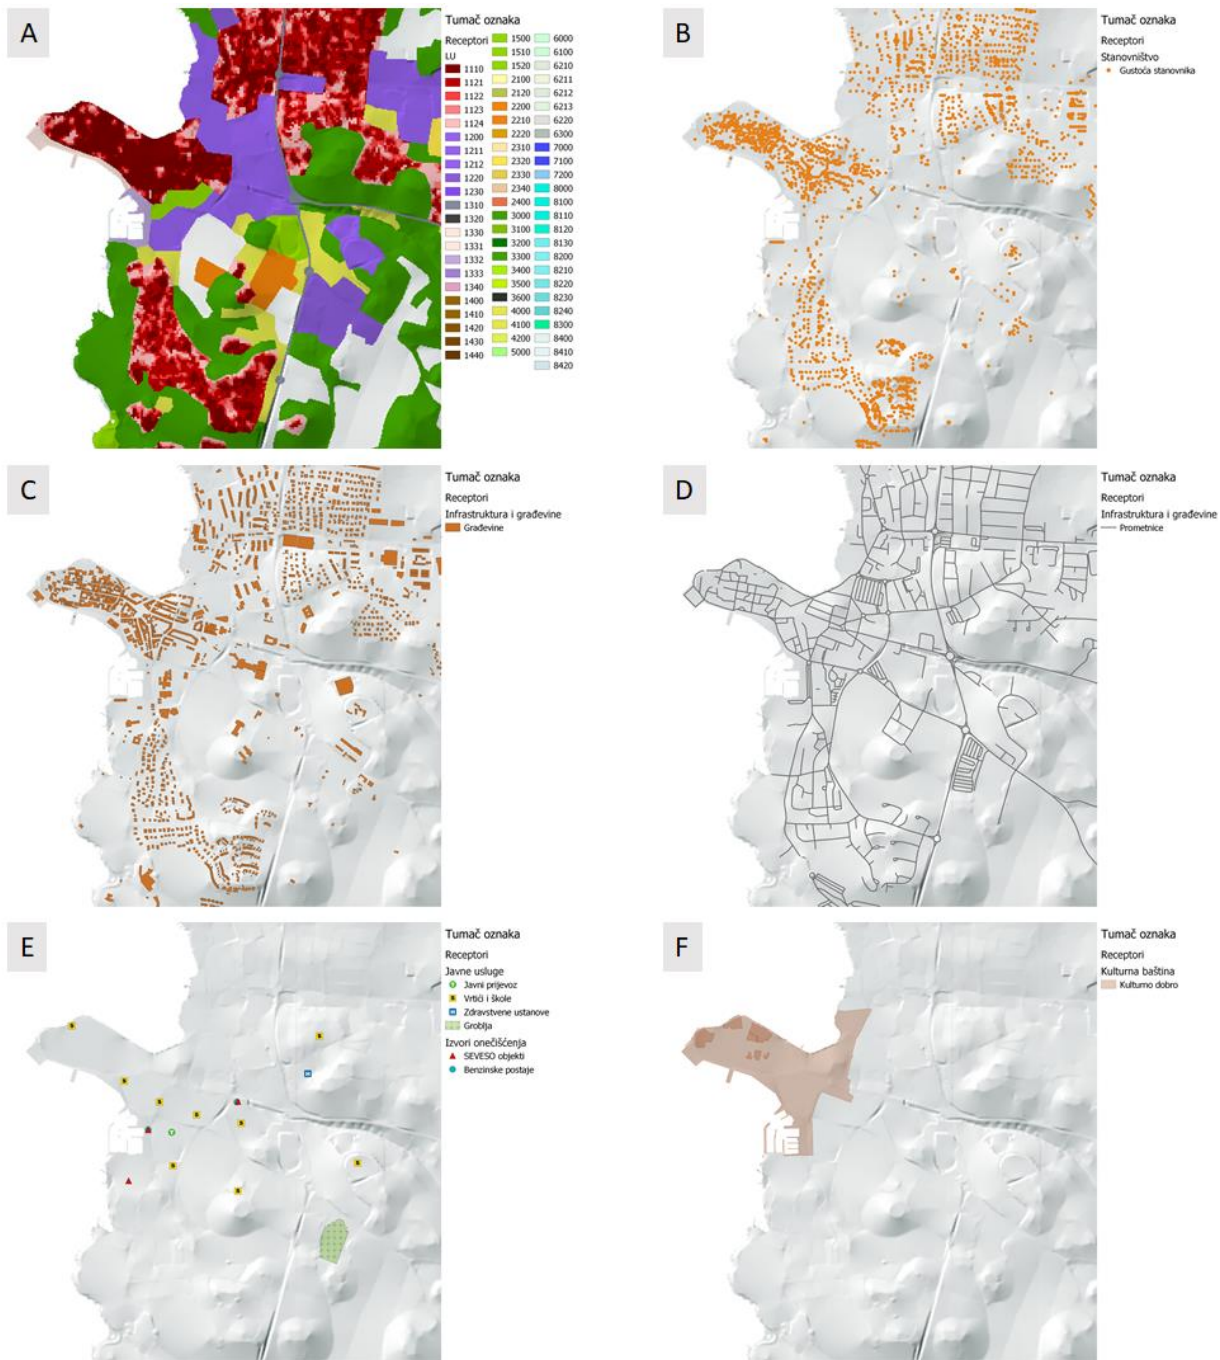 A
Tumač oznaka
Receptori
LU
1110
1121
1122
1123
1124
1200
1211
1212
1220
1230
1310
1320
1330
1331
1332
1333
1340
1400
1410
1420
1430
1440
1500
1510
1520
2100
2120
2200
2210
2220
2310
2320
2330
2340
2400
3000
3100
3200
3300
3400
3500
3600
4000
4100
4200
5000
6000
6100
6210
6211
6212
6213
6220
6300
7000
7100
7200
8000
8100
8110
8120
8130
8200
8210
8220
8230
8240
8300
8400
8410
8420
B
Tumač oznaka
Receptori
Stanovništvo
Gustoća stanovnika
C
Tumač oznaka
Receptori
Infrastruktura i građevine
Građevine
D
Tumač oznaka
Receptori
Infrastruktura i građevine
Prometnice
E
Tumač oznaka
Receptori
Javne usluge
Javni prijevoz
Vrtići i škole
Zdravstvene ustanove
Groblja
Izvori onečišćenja
SEVESO objekti
Benzinske postaje
F
Tumač oznaka
Receptori
Kulturna baština
Kulturno dobro